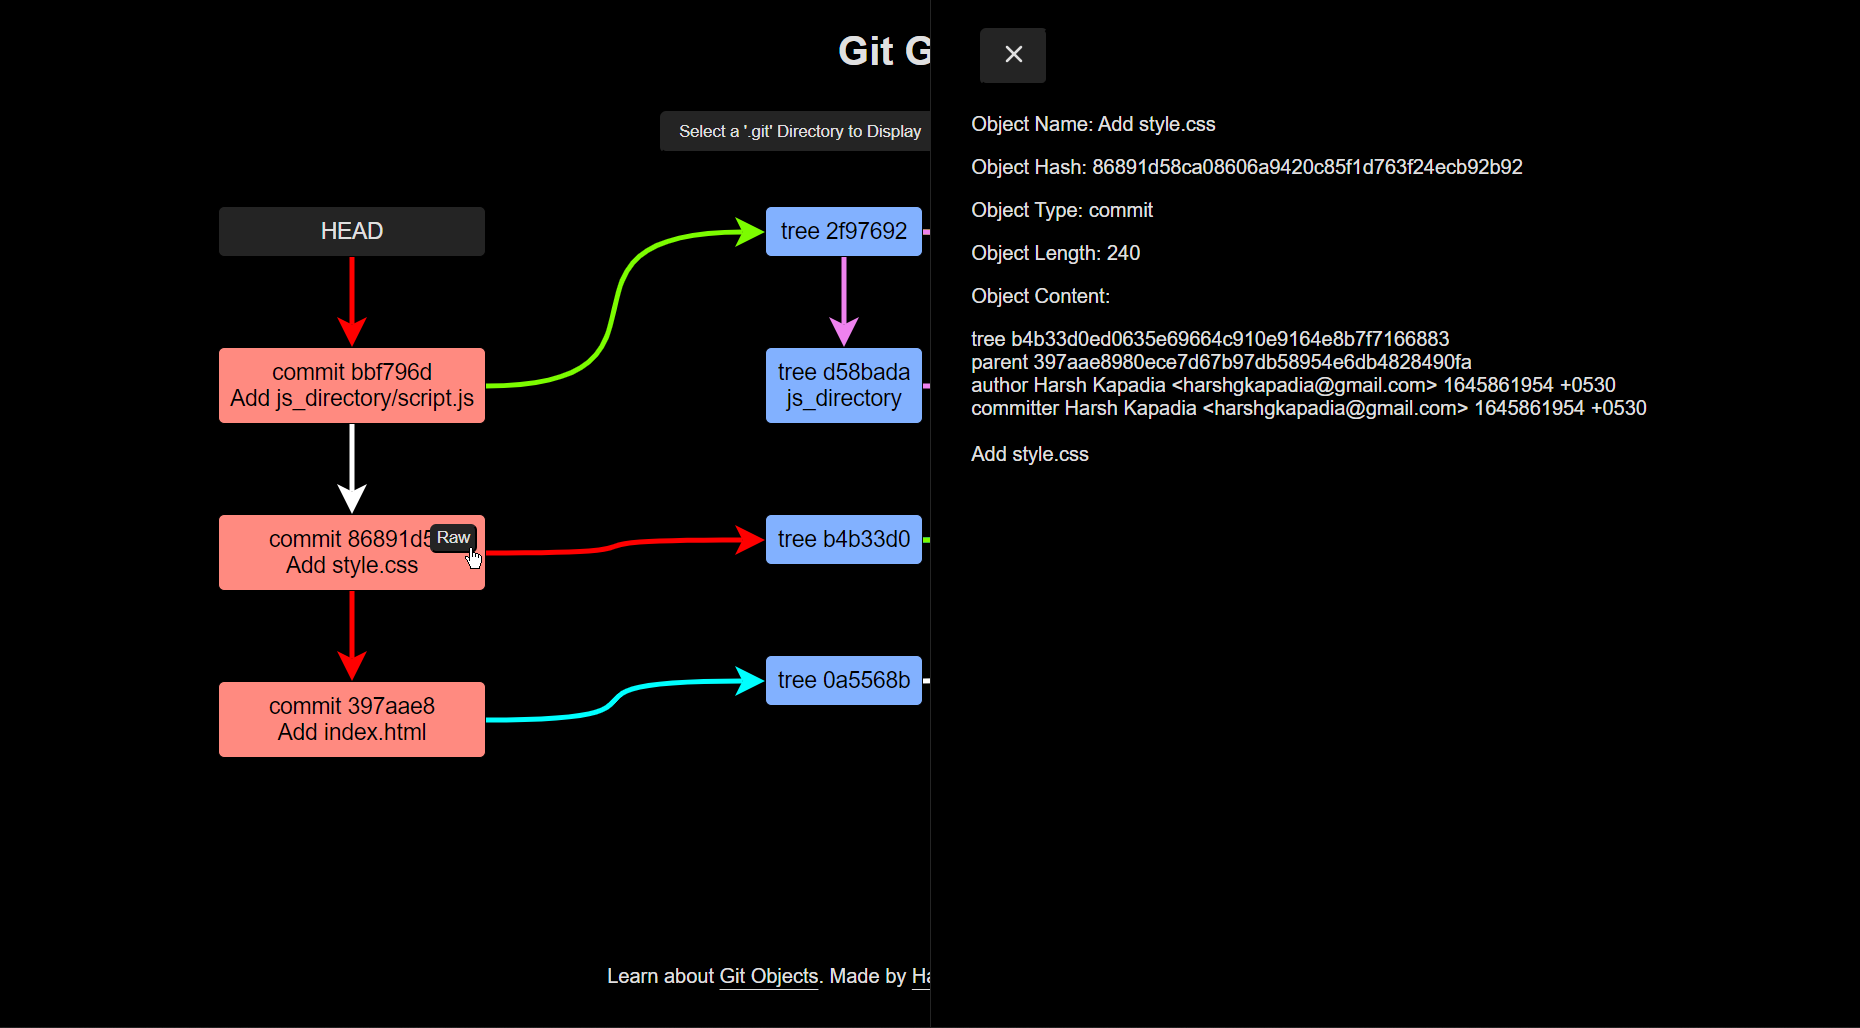 Git G
Select a '.git' Directory to Display
HEAD
tree 2f97692
commit bbf796d
Add js_directory/script.js
tree d58bada
js_directory
commit 86891d5
Raw
Add style.css
tree b4b33d0
commit 397aae8
Add index.html
tree 0a5568b
Learn about Git Objects. Made by Ha
Object Name: Add style.css
Object Hash: 86891d58ca08606a9420c85f1d763f24ecb92b92
Object Type: commit
Object Length: 240
Object Content:
tree b4b33d0ed0635e69664c910e9164e8b7f7166883
parent 397aae8980ece7d67b97db58954e6db4828490fa
author Harsh Kapadia <harshgkapadia@gmail.com> 1645861954 +0530
committer Harsh Kapadia <harshgkapadia@gmail.com> 1645861954 +0530
Add style.css